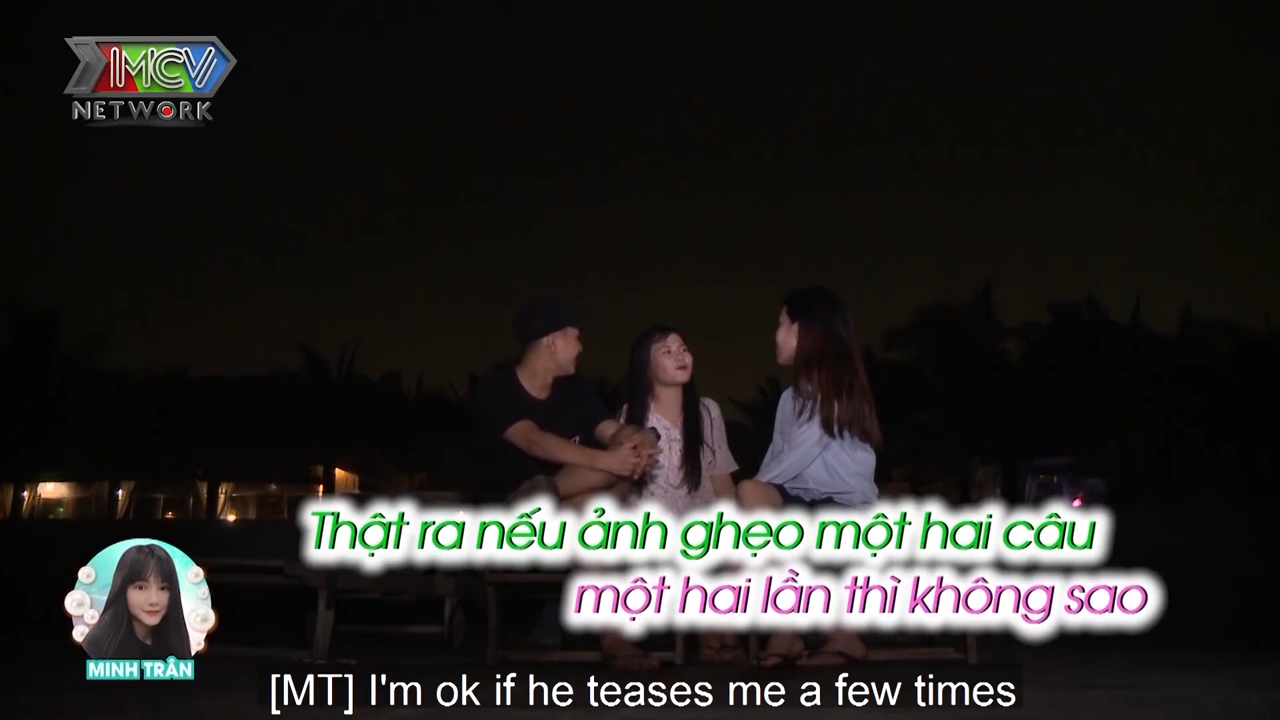 MCV
NETWORK
Thật ra nếu ảnh ghẹo một hai câu
một hai lần thì không sao
MINH TRÂN
[MT] I'm ok if he teases me a few times